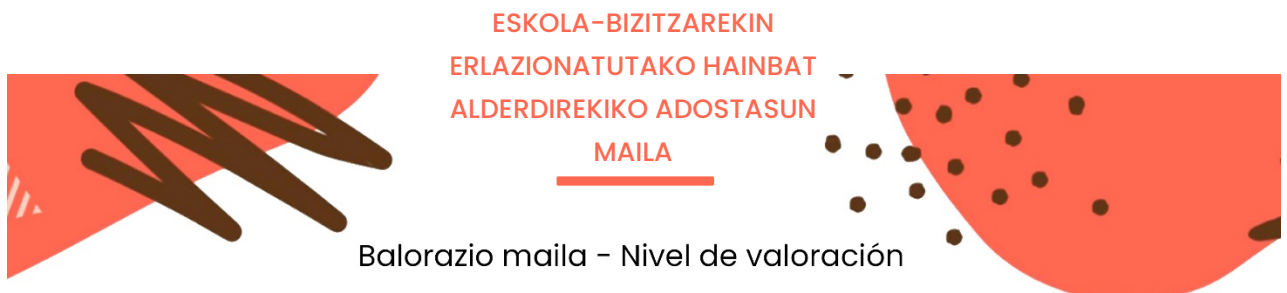 ESKOLA-BIZITZAREKIN
ERLAZIONATUTAKO HAINBAT
ALDERDIREKIKO ADOSTASUN
MAILA
Balorazio maila - Nivel de valoración